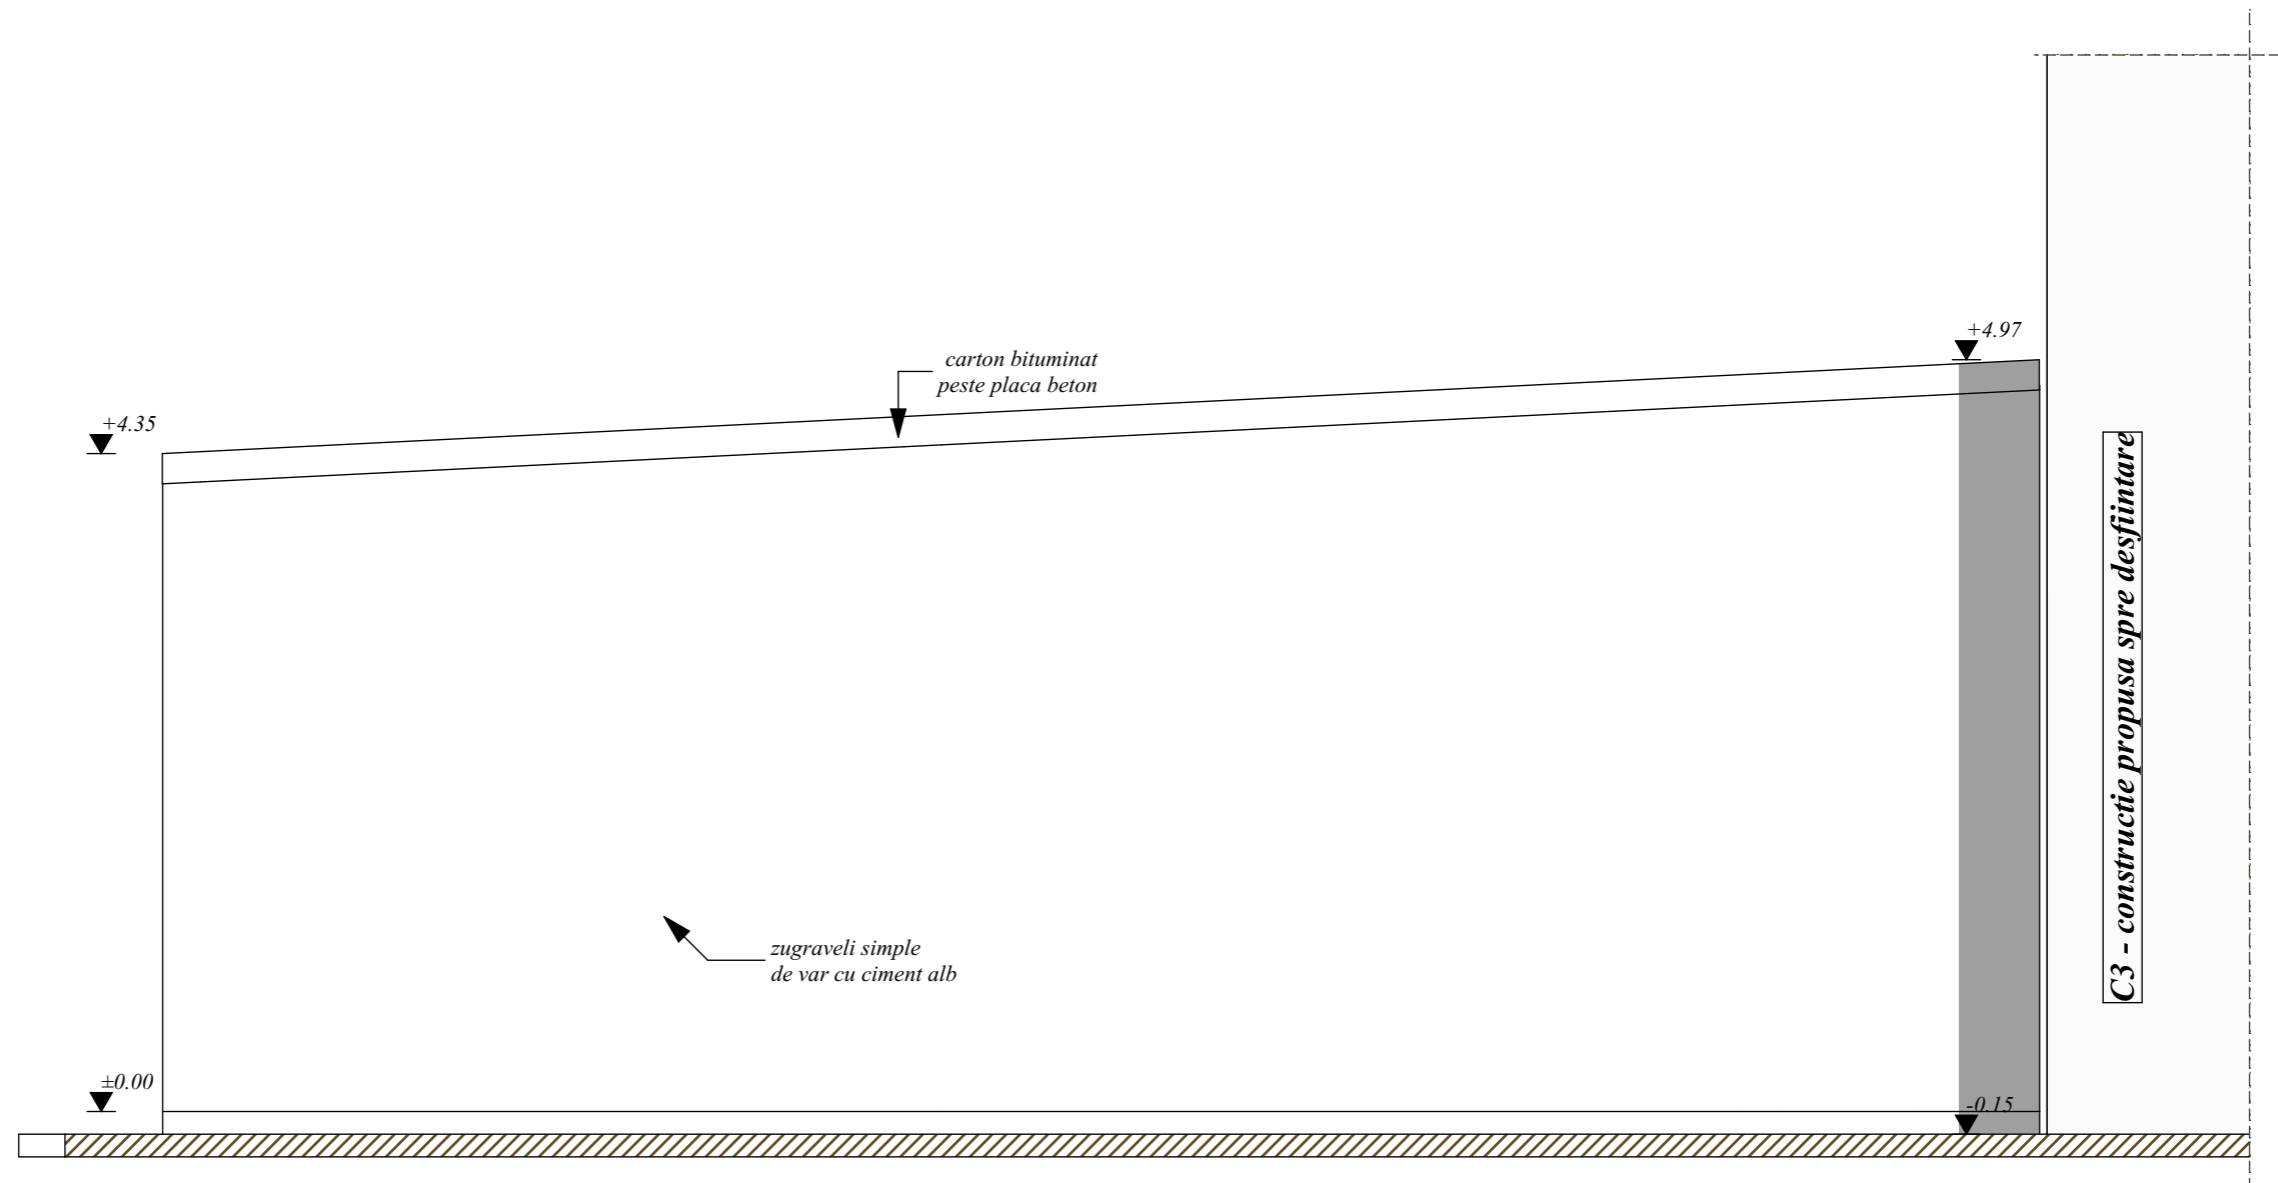 +4.97
carton bituminat
peste placa beton
+4.35
C3 - constructie propusa spre desfiintare
zugraveli simple
de var cu ciment alb
±0.00
-0.15